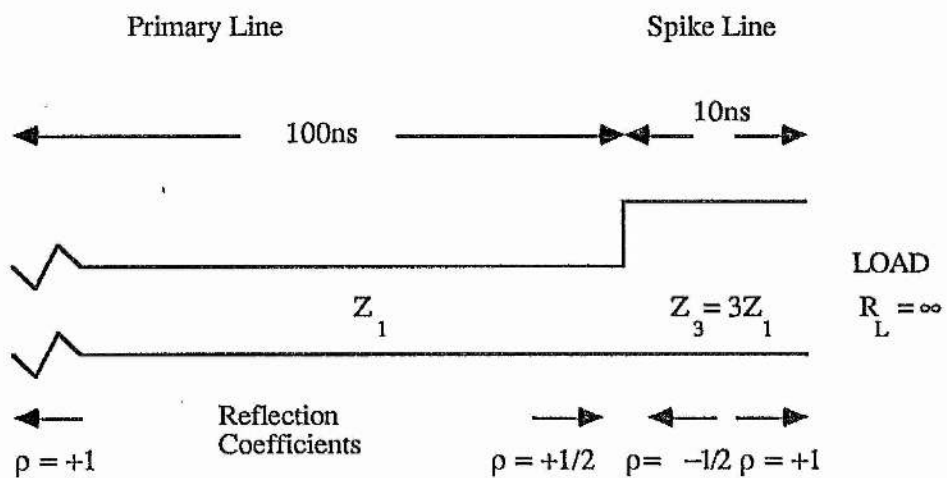 Primary Line Spike Line
100ns 10ns
LOAD
Z1 Z3 = 3Z1 RL = ∞
Reflection
Coefficients
ρ = +1 ρ = +1/2 ρ= −1/2 ρ = +1